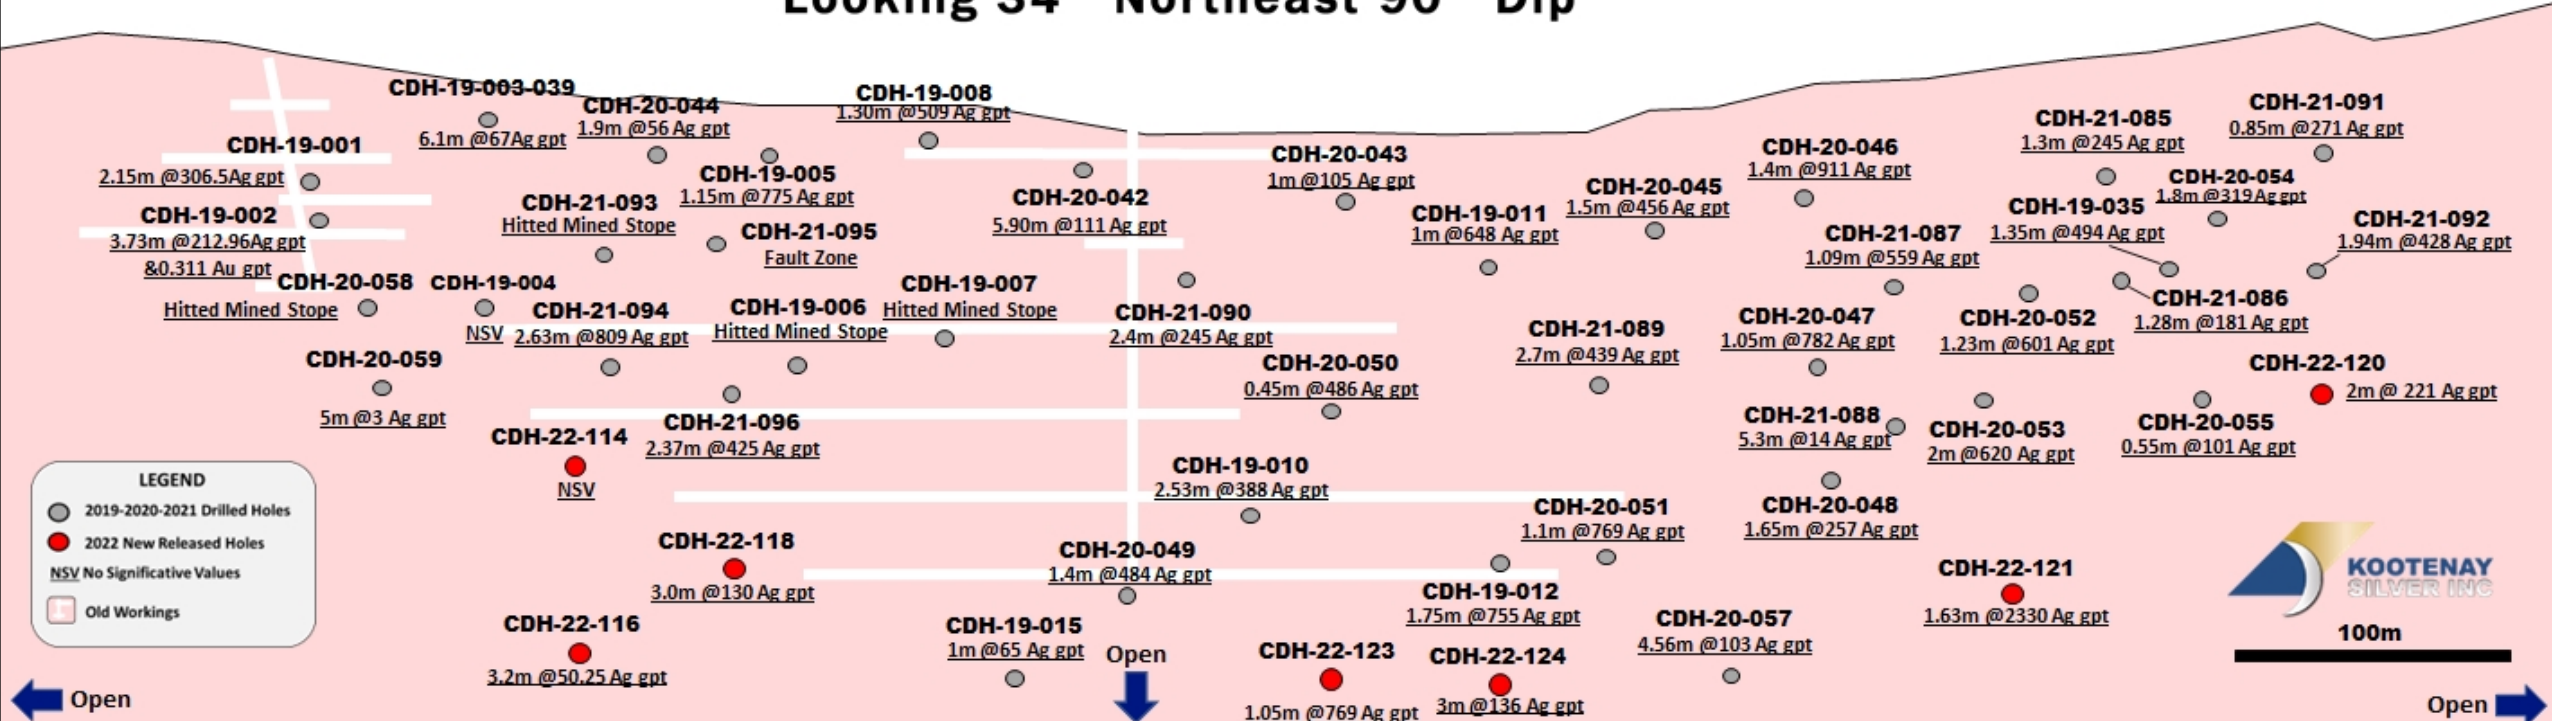 Looking 34° Northeast 90° Dip
CDH-19-003-039
6.1m @67Ag gpt
CDH-20-044
1.9m @56 Ag gpt
CDH-19-008
1.30m @509 Ag gpt
CDH-21-091
0.85m @271 Ag gpt
CDH-21-085
1.3m @245 Ag gpt
CDH-19-001
2.15m @306.5Ag gpt
CDH-19-005
1.15m @775 Ag gpt
CDH-20-043
1m @105 Ag gpt
CDH-20-046
1.4m @911 Ag gpt
CDH-20-054
1.8m @319Ag gpt
CDH-19-002
3.73m @212.96Ag gpt
&0.311 Au gpt
CDH-21-093
Hitted Mined Stope
CDH-20-042
5.90m @111 Ag gpt
CDH-19-011
1m @648 Ag gpt
CDH-20-045
1.5m @456 Ag gpt
CDH-19-035
1.35m @494 Ag gpt
CDH-21-092
1.94m @428 Ag gpt
CDH-21-095
Fault Zone
CDH-21-087
1.09m @559 Ag gpt
CDH-20-058
Hitted Mined Stope
CDH-19-004
NSV
CDH-21-094
2.63m @809 Ag gpt
CDH-19-006
Hitted Mined Stope
CDH-19-007
Hitted Mined Stope
CDH-21-090
2.4m @245 Ag gpt
CDH-21-089
2.7m @439 Ag gpt
CDH-20-047
1.05m @782 Ag gpt
CDH-20-052
1.23m @601 Ag gpt
CDH-21-086
1.28m @181 Ag gpt
CDH-20-059
5m @3 Ag gpt
CDH-20-050
0.45m @486 Ag gpt
CDH-22-120
2m @ 221 Ag gpt
CDH-22-114
NSV
CDH-21-096
2.37m @425 Ag gpt
CDH-21-088
5.3m @14 Ag gpt
CDH-20-053
2m @620 Ag gpt
CDH-20-055
0.55m @101 Ag gpt
CDH-19-010
2.53m @388 Ag gpt
CDH-20-051
1.1m @769 Ag gpt
CDH-20-048
1.65m @257 Ag gpt
LEGEND
2019-2020-2021 Drilled Holes
2022 New Released Holes
NSV No Significative Values
Old Workings
CDH-22-118
3.0m @130 Ag gpt
CDH-20-049
1.4m @484 Ag gpt
CDH-19-012
1.75m @755 Ag gpt
CDH-22-121
1.63m @2330 Ag gpt
KOOTENAY
SILVER INC
100m
CDH-22-116
3.2m @50.25 Ag gpt
CDH-19-015
1m @65 Ag gpt
Open
CDH-22-123
1.05m @769 Ag gpt
CDH-22-124
3m @136 Ag gpt
CDH-20-057
4.56m @103 Ag gpt
Open
Open